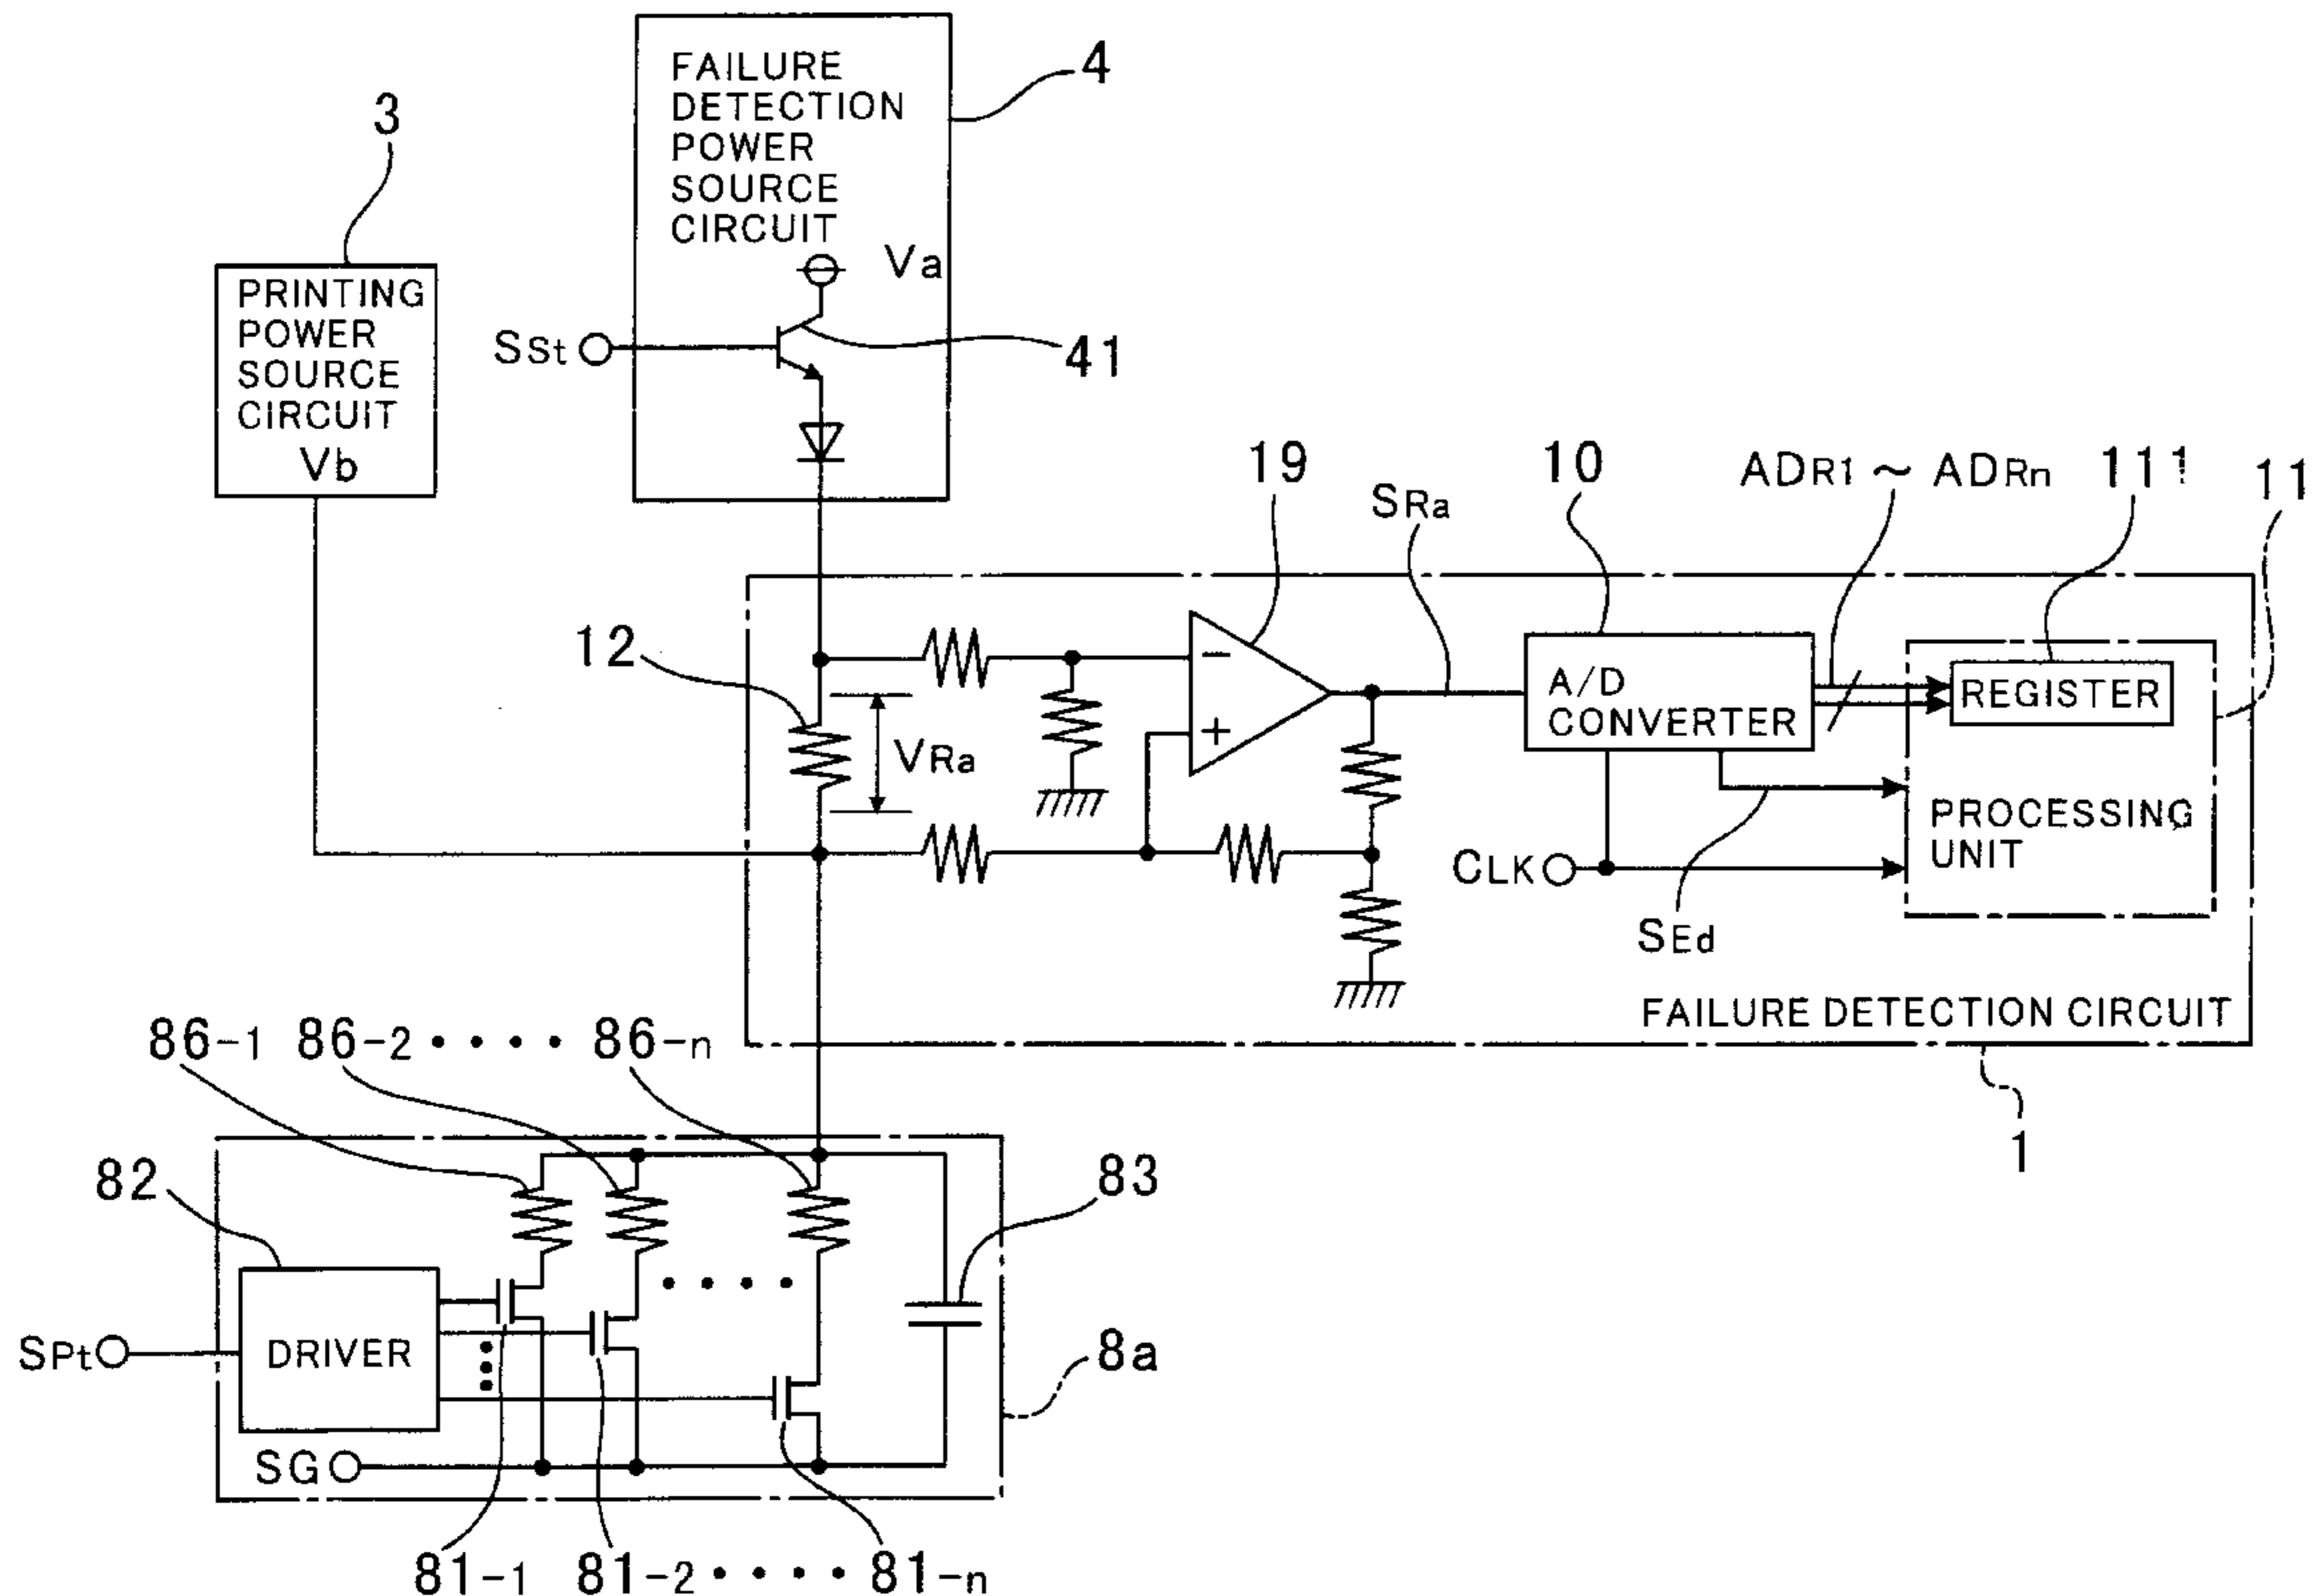 FAILURE
DETECTION
POWER
SOURCE
CIRCUIT
Va
4
3
PRINTING
POWER
SOURCE
CIRCUIT
Vb
SSt
41
19
10
ADR1 ~ ADRn
111
11
SRa
12
VRa
−
+
A/D
CONVERTER
REGISTER
PROCESSING
UNIT
CLK
SEd
FAILURE DETECTION CIRCUIT
1
86-1 86-2 • • • • 86-n
82
83
DRIVER
SPt
8a
SG
81-1 81-2 • • • • 81-n